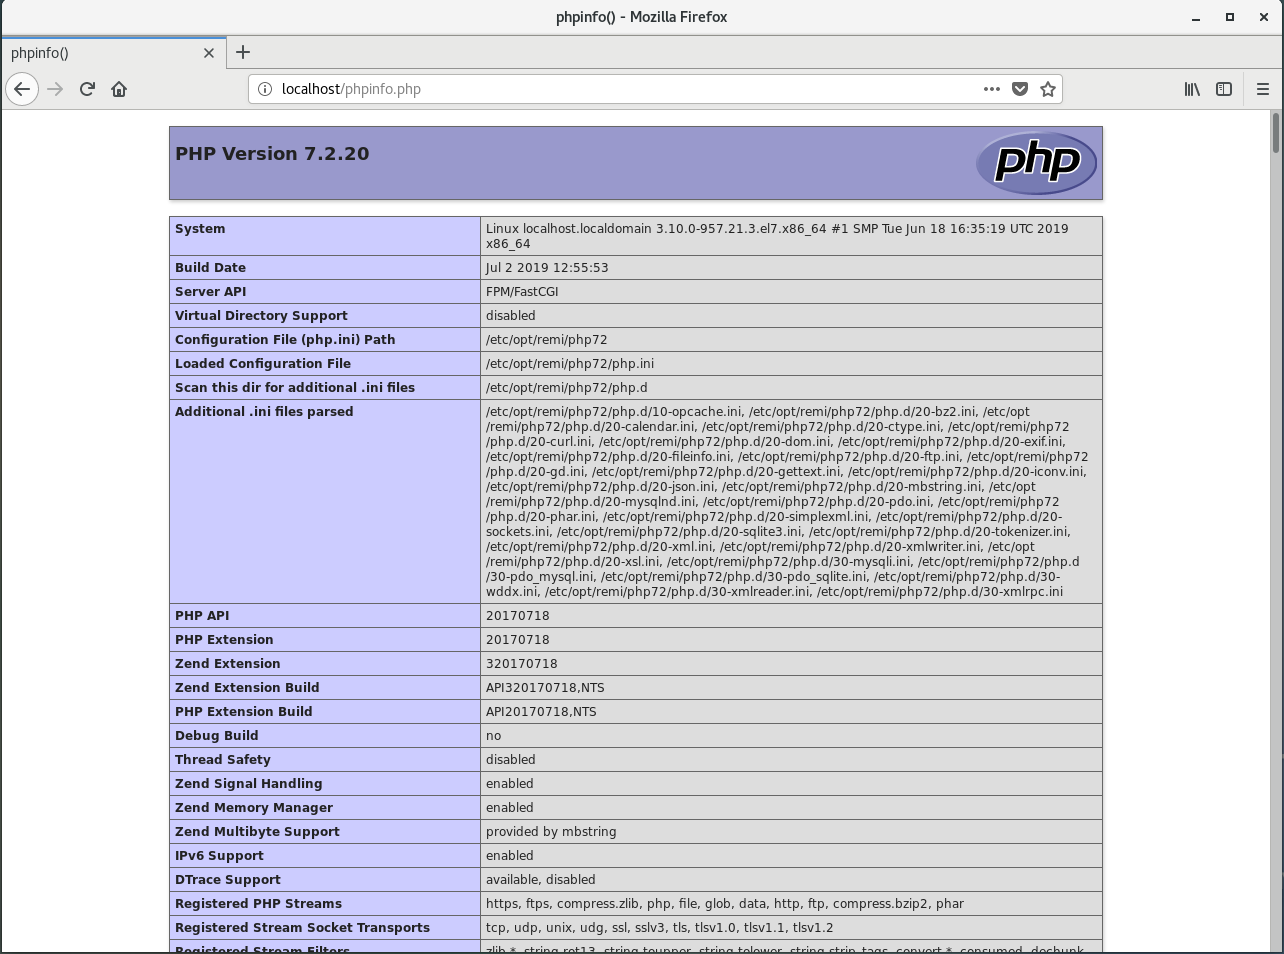 phpinfo() - Mozilla Firefox
phpinfo()
localhost/phpinfo.php
PHP Version 7.2.20
php
System
Linux localhost.localdomain 3.10.0-957.21.3.el7.x86_64 #1 SMP Tue Jun 18 16:35:19 UTC 2019
x86_64
Build Date
Jul 2 2019 12:55:53
Server API
FPM/FastCGI
Virtual Directory Support
disabled
Configuration File (php.ini) Path
/etc/opt/remi/php72
Loaded Configuration File
/etc/opt/remi/php72/php.ini
Scan this dir for additional .ini files
/etc/opt/remi/php72/php.d
Additional .ini files parsed
/etc/opt/remi/php72/php.d/10-opcache.ini, /etc/opt/remi/php72/php.d/20-bz2.ini, /etc/opt
/remi/php72/php.d/20-calendar.ini, /etc/opt/remi/php72/php.d/20-ctype.ini, /etc/opt/remi/php72
/php.d/20-curl.ini, /etc/opt/remi/php72/php.d/20-dom.ini, /etc/opt/remi/php72/php.d/20-exif.ini,
/etc/opt/remi/php72/php.d/20-fileinfo.ini, /etc/opt/remi/php72/php.d/20-ftp.ini, /etc/opt/remi/php72
/php.d/20-gd.ini, /etc/opt/remi/php72/php.d/20-gettext.ini, /etc/opt/remi/php72/php.d/20-iconv.ini,
/etc/opt/remi/php72/php.d/20-json.ini, /etc/opt/remi/php72/php.d/20-mbstring.ini, /etc/opt
/remi/php72/php.d/20-mysqlnd.ini, /etc/opt/remi/php72/php.d/20-pdo.ini, /etc/opt/remi/php72
/php.d/20-phar.ini, /etc/opt/remi/php72/php.d/20-simplexml.ini, /etc/opt/remi/php72/php.d/20-
sockets.ini, /etc/opt/remi/php72/php.d/20-sqlite3.ini, /etc/opt/remi/php72/php.d/20-tokenizer.ini,
/etc/opt/remi/php72/php.d/20-xml.ini, /etc/opt/remi/php72/php.d/20-xmlwriter.ini, /etc/opt
/remi/php72/php.d/20-xsl.ini, /etc/opt/remi/php72/php.d/30-mysqli.ini, /etc/opt/remi/php72/php.d
/30-pdo_mysql.ini, /etc/opt/remi/php72/php.d/30-pdo_sqlite.ini, /etc/opt/remi/php72/php.d/30-
wddx.ini, /etc/opt/remi/php72/php.d/30-xmlreader.ini, /etc/opt/remi/php72/php.d/30-xmlrpc.ini
PHP API
20170718
PHP Extension
20170718
Zend Extension
320170718
Zend Extension Build
API320170718,NTS
PHP Extension Build
API20170718,NTS
Debug Build
no
Thread Safety
disabled
Zend Signal Handling
enabled
Zend Memory Manager
enabled
Zend Multibyte Support
provided by mbstring
IPv6 Support
enabled
DTrace Support
available, disabled
Registered PHP Streams
https, ftps, compress.zlib, php, file, glob, data, http, ftp, compress.bzip2, phar
Registered Stream Socket Transports
tcp, udp, unix, udg, ssl, sslv3, tls, tlsv1.0, tlsv1.1, tlsv1.2
Registered Stream Filters
zlib.*, string.rot13, string.toupper, string.tolower, string.strip_tags, convert.*, consumed, dechunk,